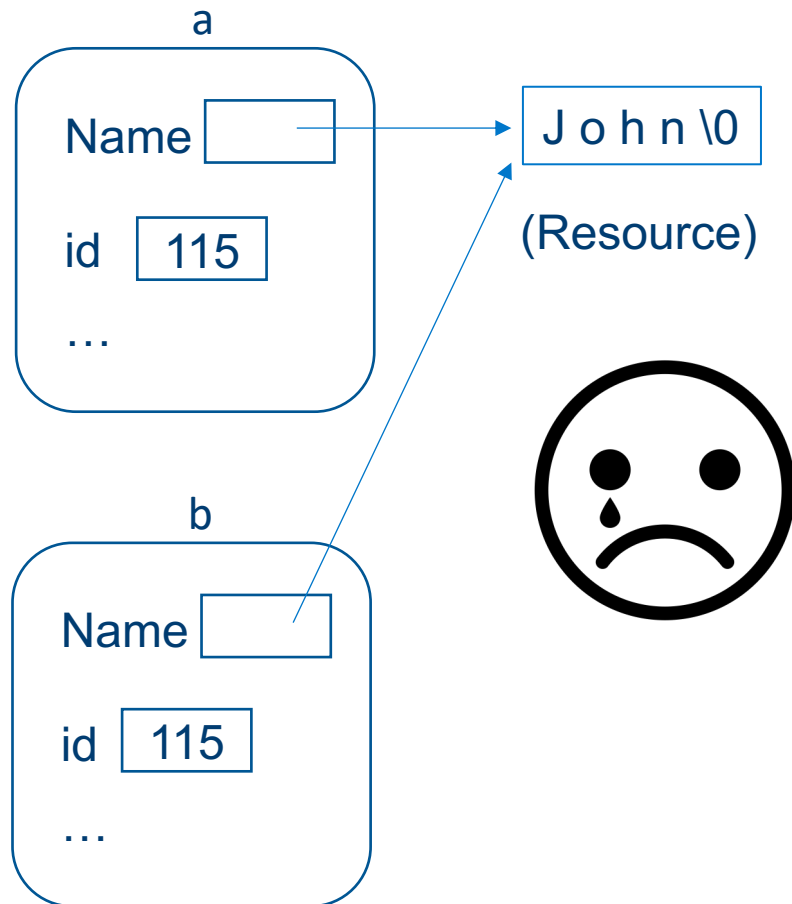 a
Name
J o h n \0
id 115
(Resource)
…
b
Name
id 115
…